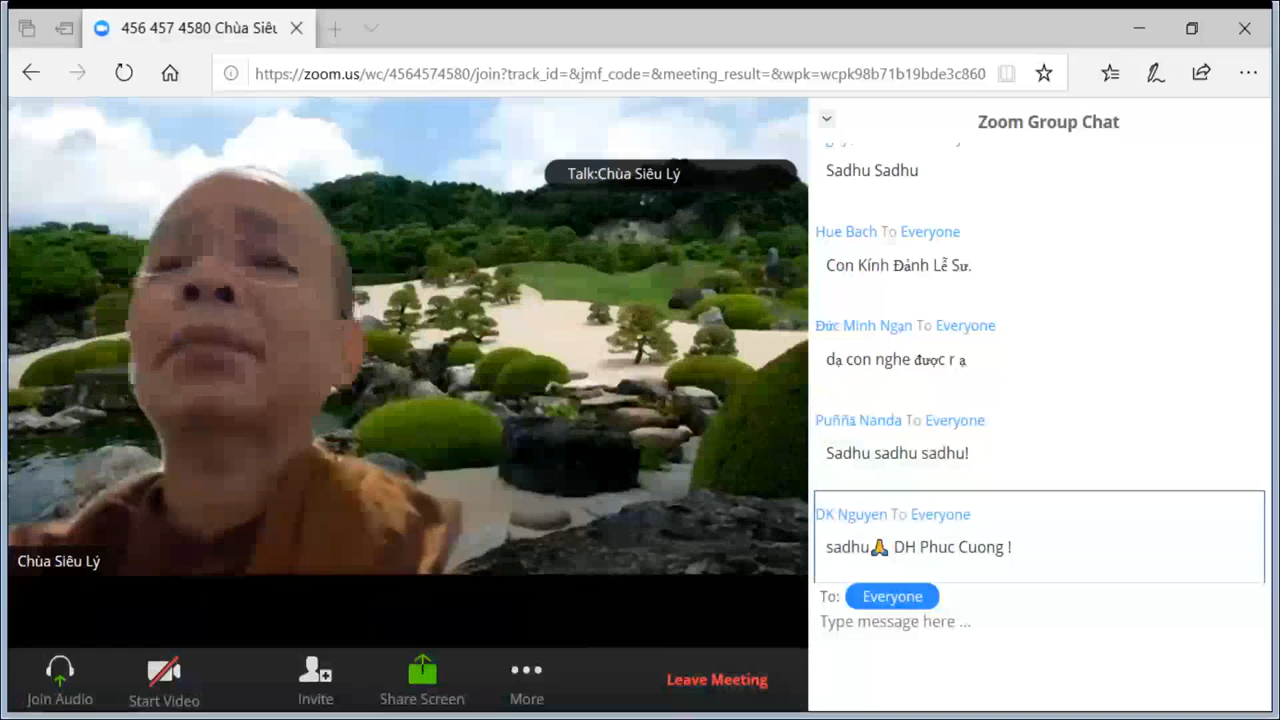 456 457 4580 Chùa Siêu
https://zoom.us/wc/4564574580/join?track_id=&jmf_code=&meeting_result=&wpk=wcpk98b71b19bde3c860
Talk:Chùa Siêu Lý
Chùa Siêu Lý
Join Audio
Start Video
Invite
Share Screen
More
Leave Meeting
Zoom Group Chat
Sadhu Sadhu
Hue Bach To Everyone
Con Kính Đảnh Lễ Sư.
Đức Minh Ngạn To Everyone
dạ con nghe được r ạ
Puññā Nanda To Everyone
Sadhu sadhu sadhu!
DK Nguyen To Everyone
sadhu🙏 DH Phuc Cuong !
To: Everyone
Type message here ...